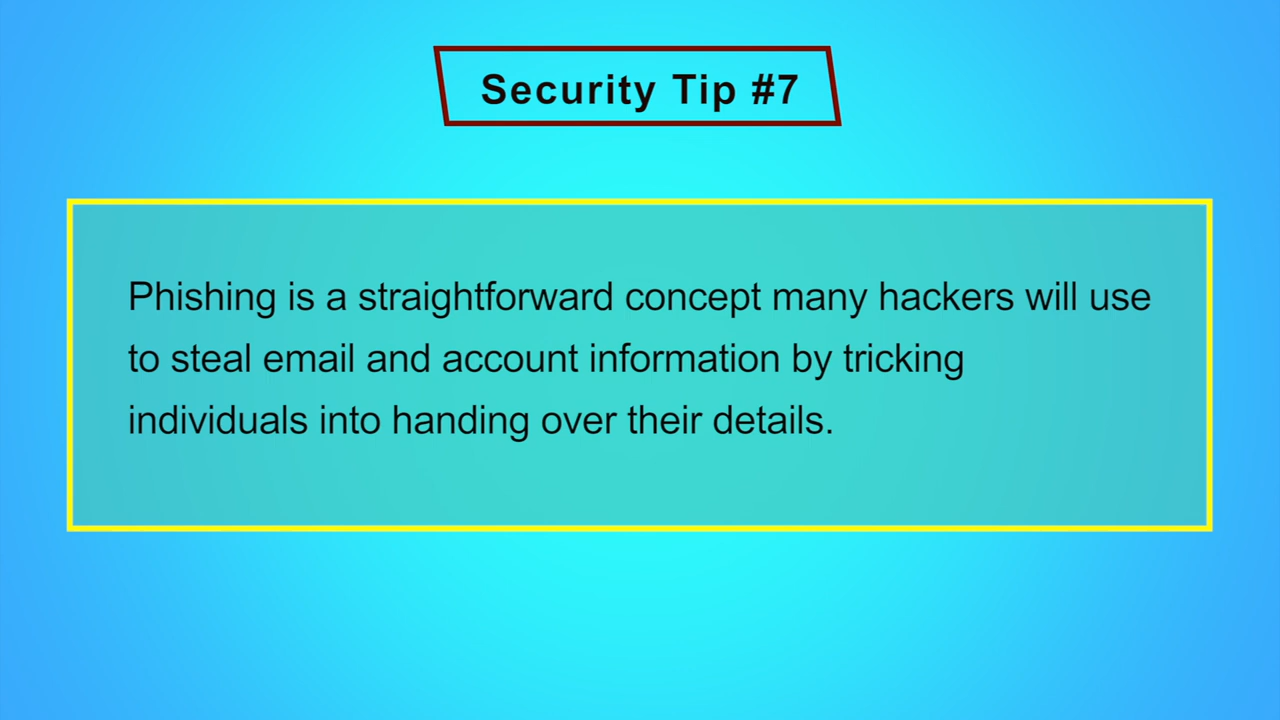 Security Tip #7
Phishing is a straightforward concept many hackers will use
to steal email and account information by tricking
individuals into handing over their details.